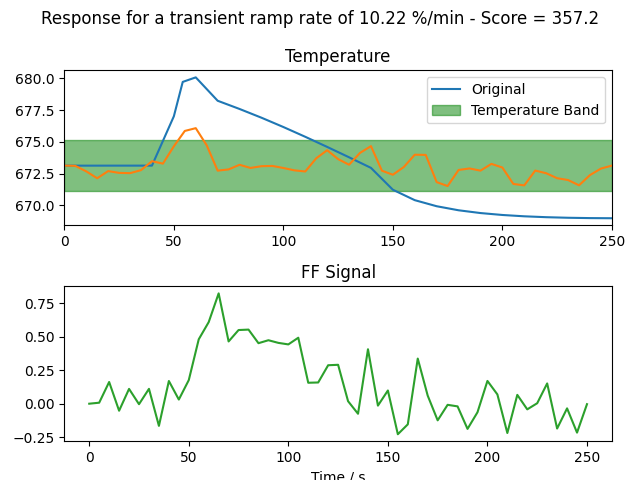 Response for a transient ramp rate of 10.22 %/min - Score = 357.2
Temperature
680.0
677.5
675.0
672.5
670.0
Original
Temperature Band
0 50 100 150 200 250
FF Signal
0.75
0.50
0.25
0.00
−0.25
0 50 100 150 200 250
Time / s